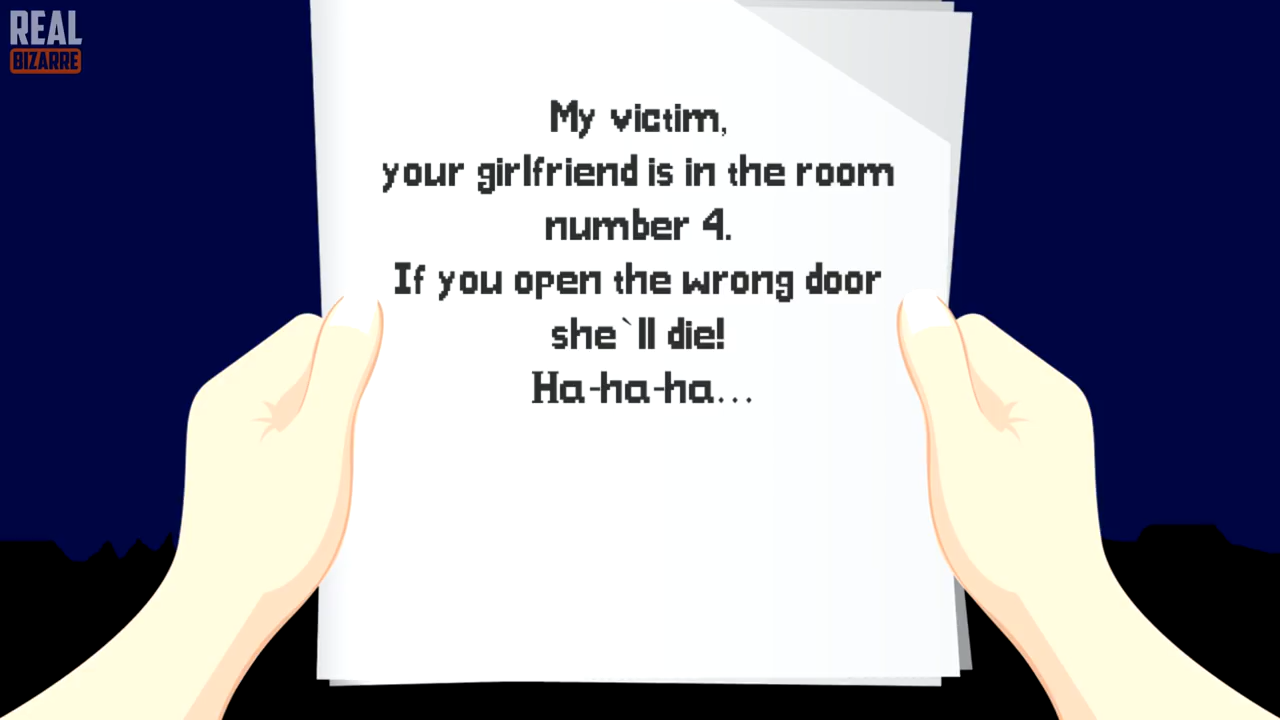 REAL
BIZARRE
My victim,
your girlfriend is in the room
number 4.
If you open the wrong door
she`ll die!
Ha-ha-ha...